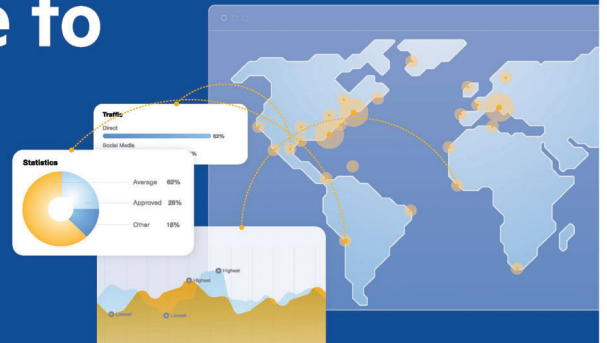 e to
Traffic
Direct
62%
Social Media
%
Statistics
Average 62%
Approved 28%
Other 18%
Highest
Highest
Lowest
Lowest